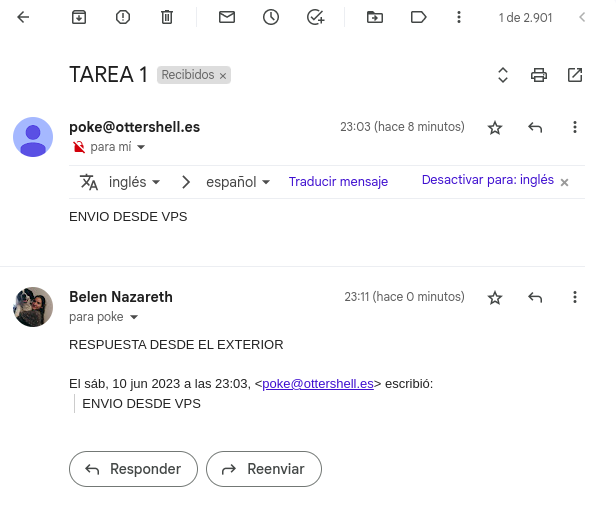 1 de 2.901
TAREA 1 Recibidos ×
poke@ottershell.es 23:03 (hace 8 minutos)
para mí
inglés español Traducir mensaje Desactivar para: inglés ×
ENVIO DESDE VPS
Belen Nazareth 23:11 (hace 0 minutos)
para poke
RESPUESTA DESDE EL EXTERIOR
El sáb, 10 jun 2023 a las 23:03, <poke@ottershell.es> escribió:
ENVIO DESDE VPS
Responder Reenviar